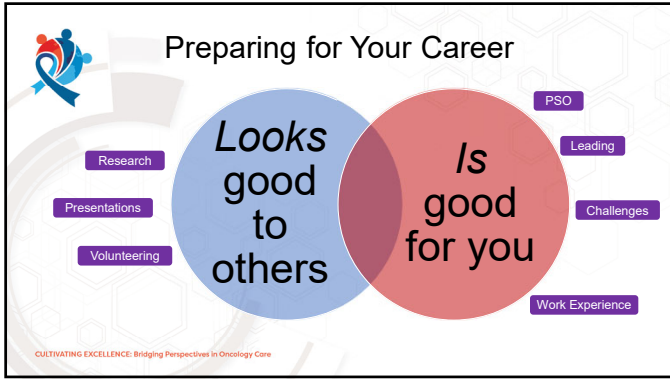 Preparing for Your Career
Research
Presentations
Volunteering
Looks
good
to
others
Is
good
for you
PSO
Leading
Challenges
Work Experience
CULTIVATING EXCELLENCE: Bridging Perspectives in Oncology Care